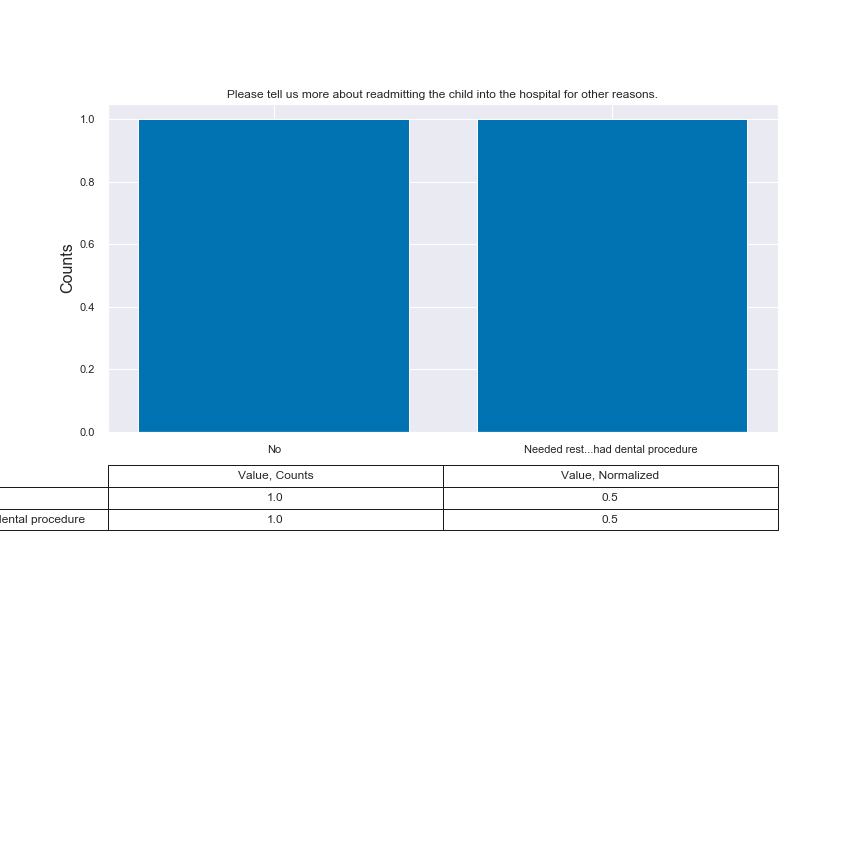 Please tell us more about readmitting the child into the hospital for other reasons.
1.0
0.8
0.6
0.4
0.2
0.0
Counts
No
Needed rest...had dental procedure
Value, Counts
Value, Normalized
1.0
0.5
procedure
1.0
0.5